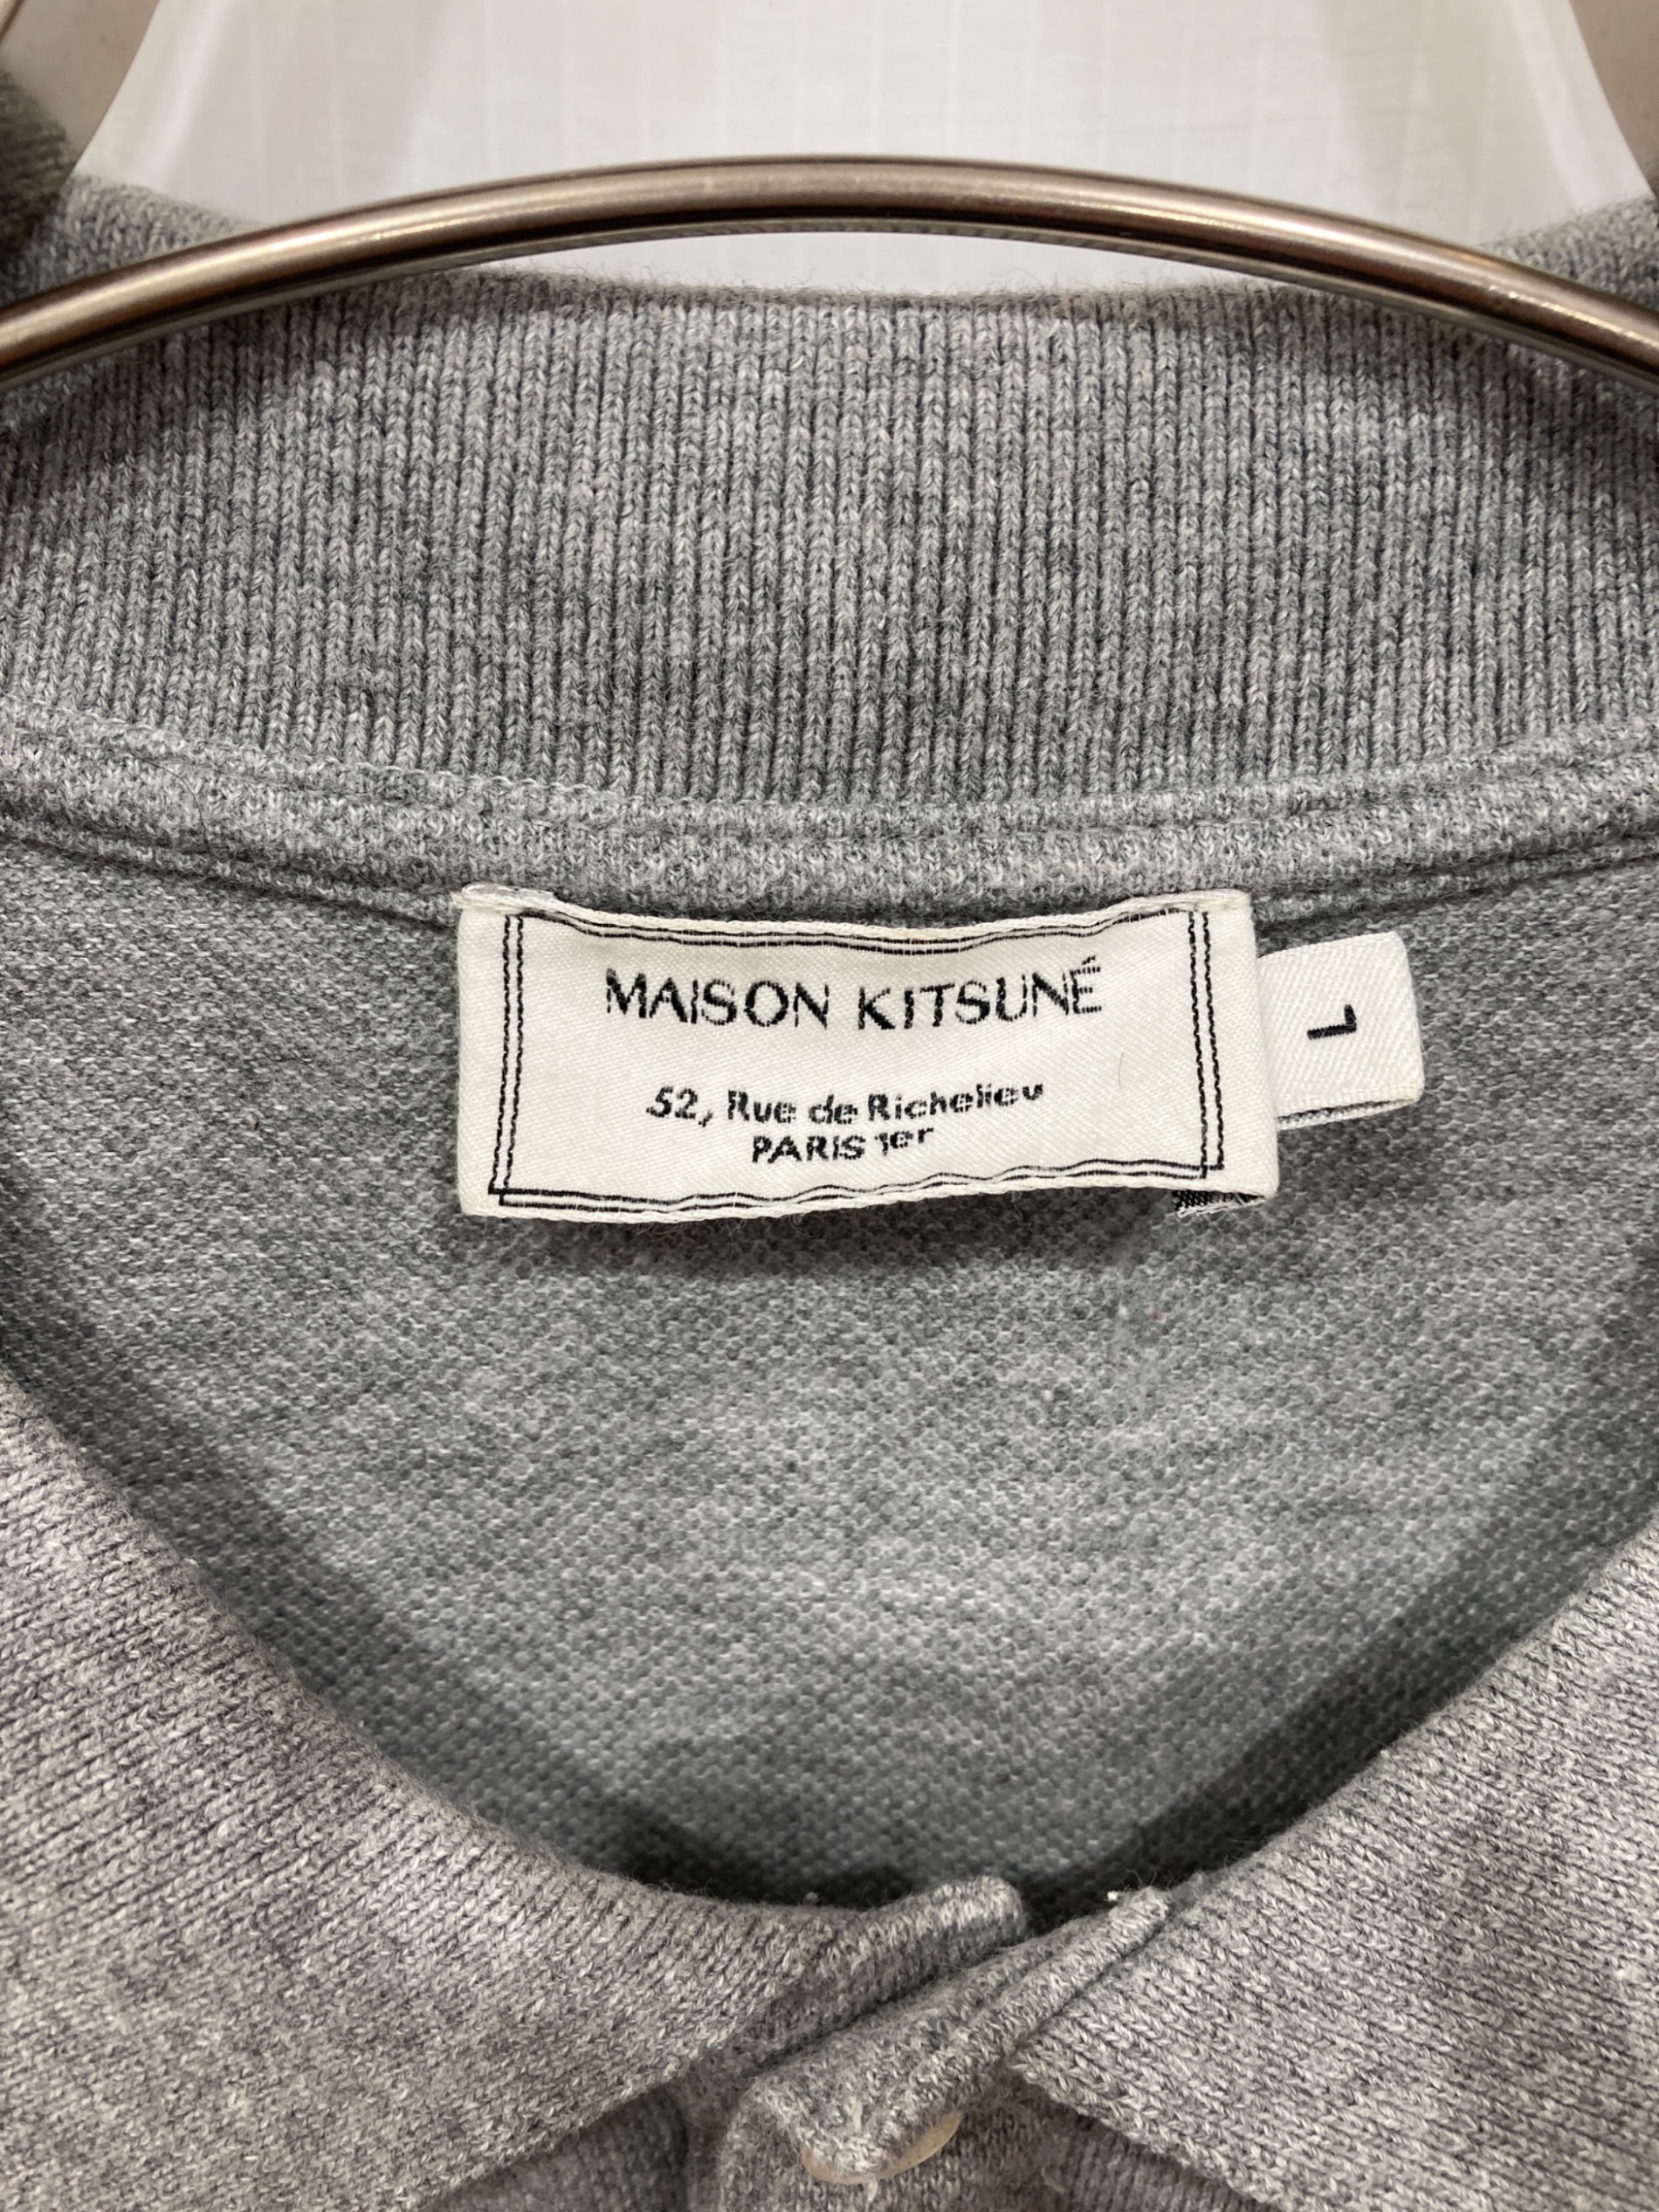 MAISON KITSUNÉ
52, Rue de Richelieu
PARIS 1er
L